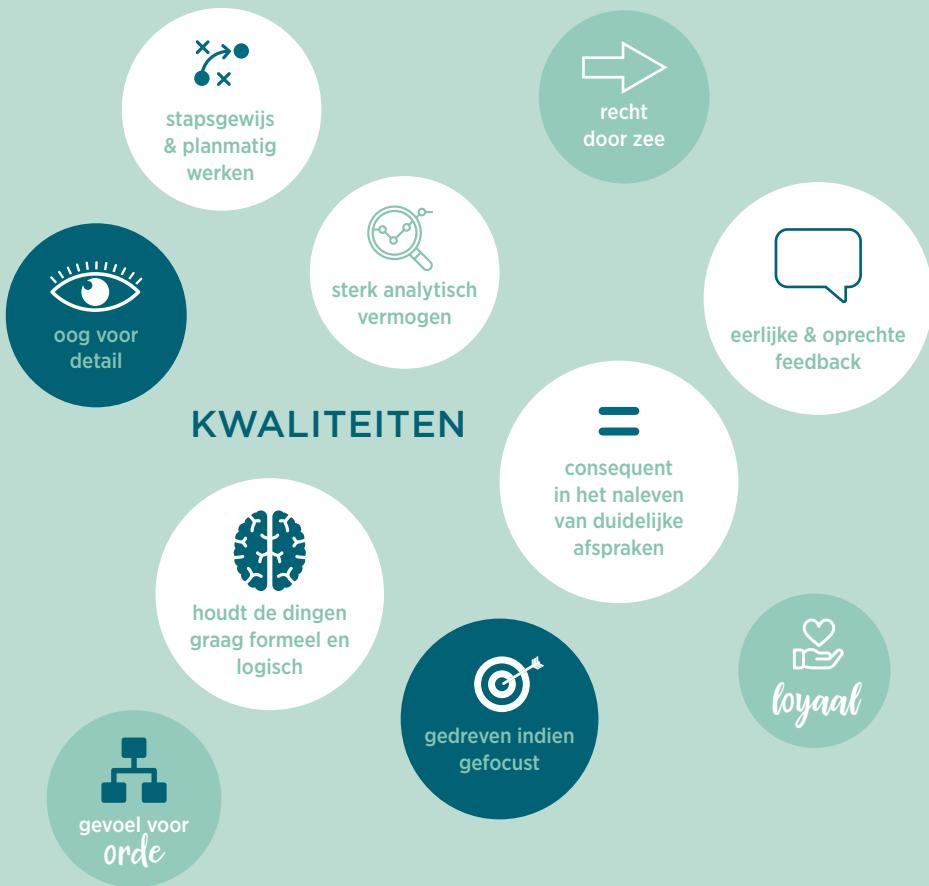 stapsgewijs
& planmatig
werken
recht
door zee
sterk analytisch
vermogen
oog voor
detail
eerlijke & oprechte
feedback
KWALITEITEN
consequent
in het naleven
van duidelijke
afspraken
houdt de dingen
graag formeel en
logisch
loyaal
gedreven indien
gefocust
gevoel voor
orde